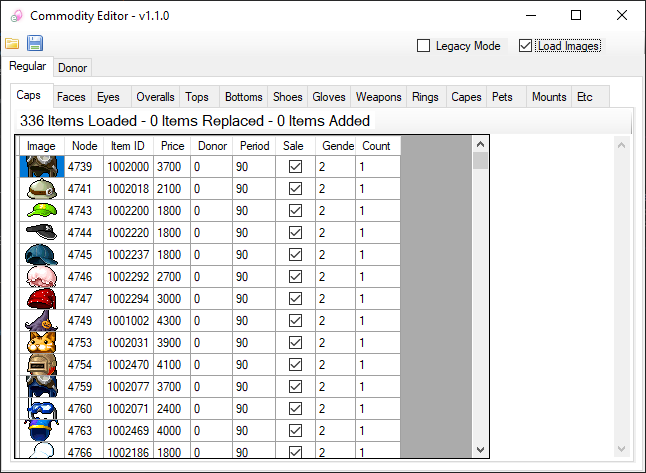 Commodity Editor - v1.1.0
Legacy Mode Load Images
Regular Donor
Caps Faces Eyes Overalls Tops Bottoms Shoes Gloves Weapons Rings Capes Pets Mounts Etc
336 Items Loaded - 0 Items Replaced - 0 Items Added
Image Node Item ID Price Donor Period Sale Gende Count
4739 1002000 3700 0 90 2 1
4741 1002018 2100 0 90 2 1
4743 1002200 1800 0 90 2 1
4744 1002220 1800 0 90 2 1
4745 1002237 1800 0 90 2 1
4746 1002292 2700 0 90 2 1
4747 1002294 3000 0 90 2 1
4749 1001002 4300 0 90 2 1
4753 1002031 3900 0 90 2 1
4754 1002470 4100 0 90 2 1
4759 1002077 3700 0 90 2 1
4760 1002071 2400 0 90 2 1
4763 1002469 4000 0 90 2 1
4766 1002186 1800 0 90 2 1